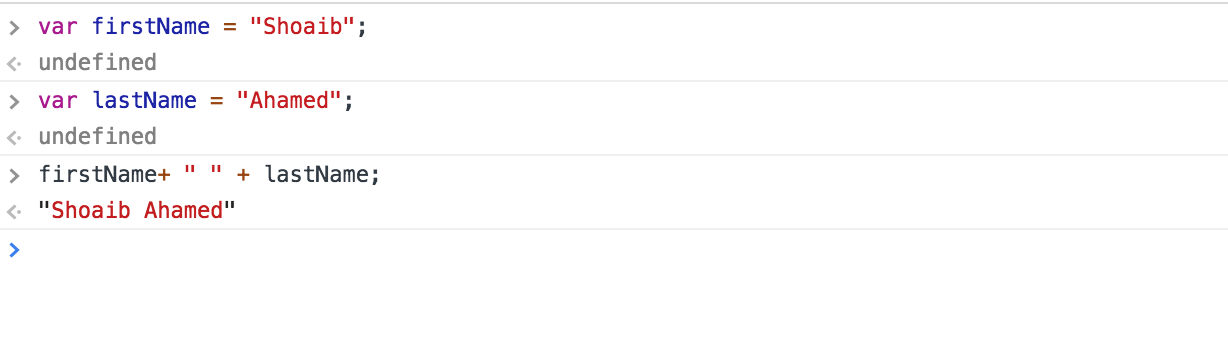 > var firstName = "Shoaib";
<· undefined
> var lastName = "Ahamed";
<· undefined
> firstName+ " " + lastName;
<· "Shoaib Ahamed"
>